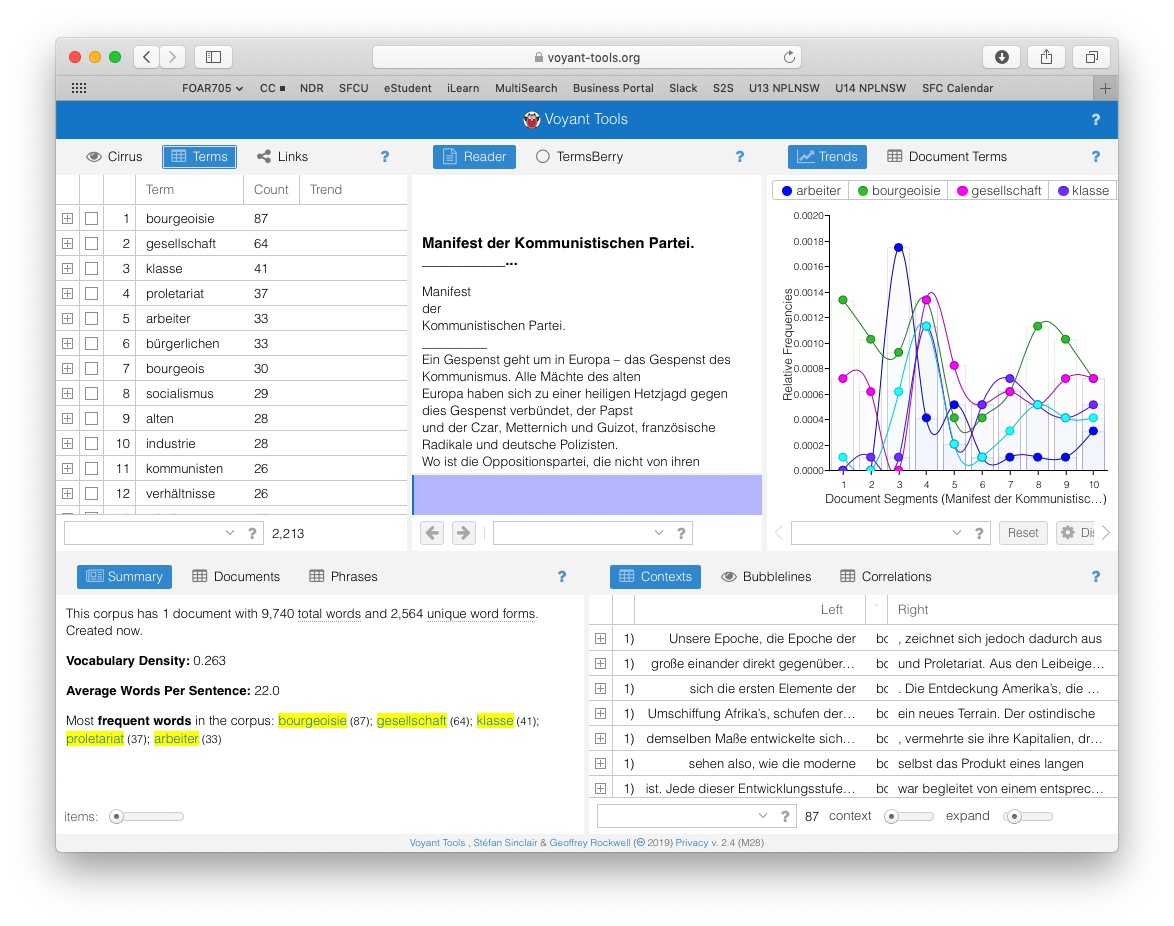 voyant-tools.org
FOAR705 CC NDR SFCU eStudent iLearn MultiSearch Business Portal Slack S2S U13 NPLNSW U14 NPLNSW SFC Calendar
Voyant Tools ?
Cirrus Terms Links ?
Term Count Trend
1 bourgeoisie 87
2 gesellschaft 64
3 klasse 41
4 proletariat 37
5 arbeiter 33
6 bürgerlichen 33
7 bourgeois 30
8 socialismus 29
9 alten 28
10 industrie 28
11 kommunisten 26
12 verhältnisse 26
? 2,213
Reader TermsBerry ?
Manifest der Kommunistischen Partei.
___________...
Manifest
der
Kommunistischen Partei.
_________
Ein Gespenst geht um in Europa – das Gespenst des
Kommunismus. Alle Mächte des alten
Europa haben sich zu einer heiligen Hetzjagd gegen
dies Gespenst verbündet, der Papst
und der Czar, Metternich und Guizot, französische
Radikale und deutsche Polizisten.
Wo ist die Oppositionspartei, die nicht von ihren
?
Trends Document Terms ?
arbeiter bourgeoisie gesellschaft klasse
0.0020
0.0018
0.0016
0.0014
0.0012
0.0010
0.0008
0.0006
0.0004
0.0002
0.0000
Relative Frequencies
1 2 3 4 5 6 7 8 9 10
Document Segments (Manifest der Kommunistisc…)
? Reset Dis
Summary Documents Phrases ?
This corpus has 1 document with 9,740 total words and 2,564 unique word forms.
Created now.
Vocabulary Density: 0.263
Average Words Per Sentence: 22.0
Most frequent words in the corpus: bourgeoisie (87); gesellschaft (64); klasse (41);
proletariat (37); arbeiter (33)
items:
Contexts Bubblelines Correlations ?
Left Right
1) Unsere Epoche, die Epoche der bo , zeichnet sich jedoch dadurch aus
1) große einander direkt gegenüber… bo und Proletariat. Aus den Leibeige…
1) sich die ersten Elemente der bo . Die Entdeckung Amerika's, die …
1) Umschiffung Afrika's, schufen der… bo ein neues Terrain. Der ostindische
1) demselben Maße entwickelte sich… bo , vermehrte sie ihre Kapitalien, dr…
1) sehen also, wie die moderne bo selbst das Produkt eines langen
1) ist. Jede dieser Entwicklungsstufe… bo war begleitet von einem entsprec…
? 87 context expand
Voyant Tools , Stéfan Sinclair & Geoffrey Rockwell (2019) Privacy v. 2.4 (M28)